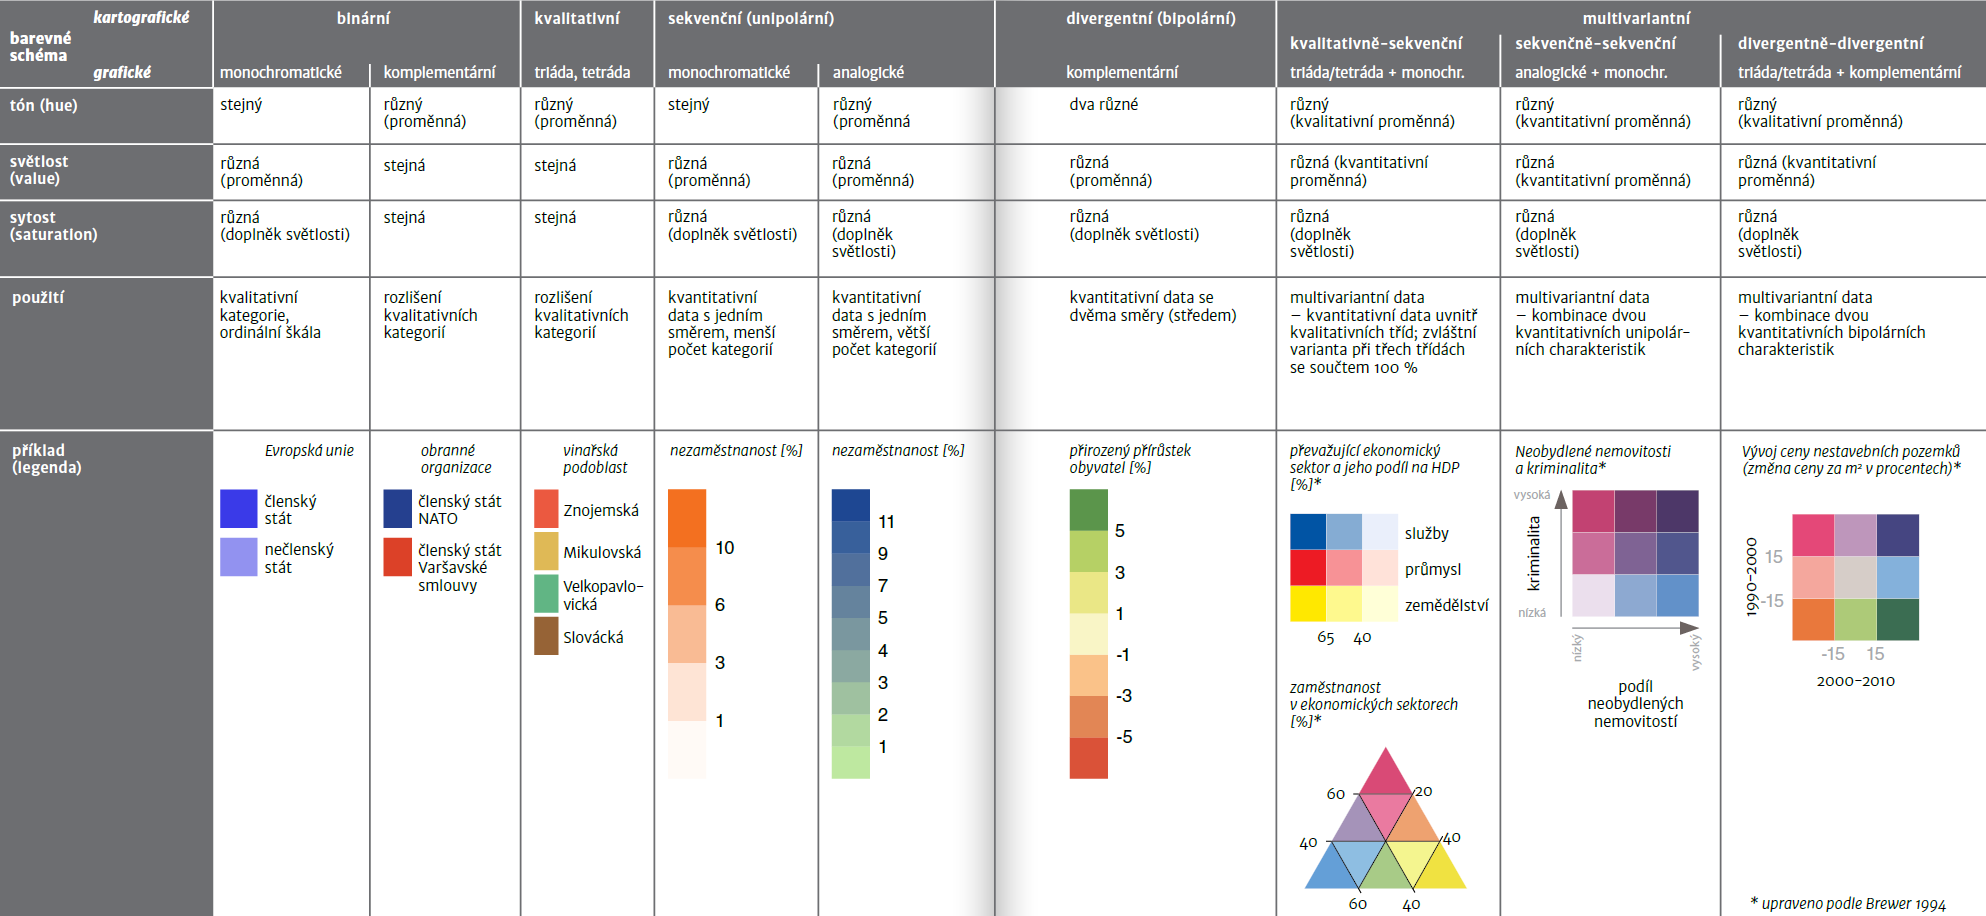 kartografické
barevné
schéma
grafické
binární
kvalitativní
sekvenční (unipolární)
divergentní (bipolární)
multivariantní
kvalitativně-sekvenční
sekvenčně-sekvenční
divergentně-divergentní
monochromatické
komplementární
triáda, tetráda
monochromatické
analogické
komplementární
triáda/tetráda + monochr.
analogické + monochr.
triáda/tetráda + komplementární
tón (hue)
stejný
různý
(proměnná)
různý
(proměnná)
stejný
různý
(proměnná
dva různé
různý
(kvalitativní proměnná)
různý
(kvantitativní proměnná)
různý
(kvalitativní proměnná)
světlost
(value)
různá
(proměnná)
stejná
stejná
různá
(proměnná)
různá
(proměnná)
různá
(proměnná)
různá (kvantitativní
proměnná)
různá
(kvantitativní proměnná)
různá (kvantitativní
proměnná)
sytost
(saturation)
různá
(doplněk světlosti)
stejná
stejná
různá
(doplněk světlosti)
různá
(doplněk
světlosti)
různá
(doplněk světlosti)
různá
(doplněk
světlosti)
různá
(doplněk
světlosti)
různá
(doplněk
světlosti)
použití
kvalitativní
kategorie,
ordinální škála
rozlišení
kvalitativních
kategorií
rozlišení
kvalitativních
kategorií
kvantitativní
data s jedním
směrem, menší
počet kategorií
kvantitativní
data s jedním
směrem, větší
počet kategorií
kvantitativní data se
dvěma směry (středem)
multivariantní data
– kvantitativní data uvnitř
kvalitativních tříd; zvláštní
varianta při třech třídách
se součtem 100 %
multivariantní data
– kombinace dvou
kvantitativních unipolár-
ních charakteristik
multivariantní data
– kombinace dvou
kvantitativních bipolárních
charakteristik
příklad
(legenda)
Evropská unie
členský
stát
nečlenský
stát
obranné
organizace
členský stát
NATO
členský stát
Varšavské
smlouvy
vinařská
podoblast
Znojemská
Mikulovská
Velkopavlo-
vická
Slovácká
nezaměstnanost [%]
10
6
3
1
nezaměstnanost [%]
11
9
7
5
4
3
2
1
přirozený přírůstek
obyvatel [%]
5
3
1
-1
-3
-5
převažující ekonomický
sektor a jeho podíl na HDP
[%]*
služby
průmysl
zemědělství
65 40
zaměstnanost
v ekonomických sektorech
[%]*
60
20
40
40
60
40
Neobydlené nemovitosti
a kriminalita*
vysoká
kriminalita
nízká
nízký
vysoký
podíl
neobydlených
nemovitostí
Vývoj ceny nestavebních pozemků
(změna ceny za m² v procentech)*
1990–2000
15
-15
-15 15
2000–2010
* upraveno podle Brewer 1994